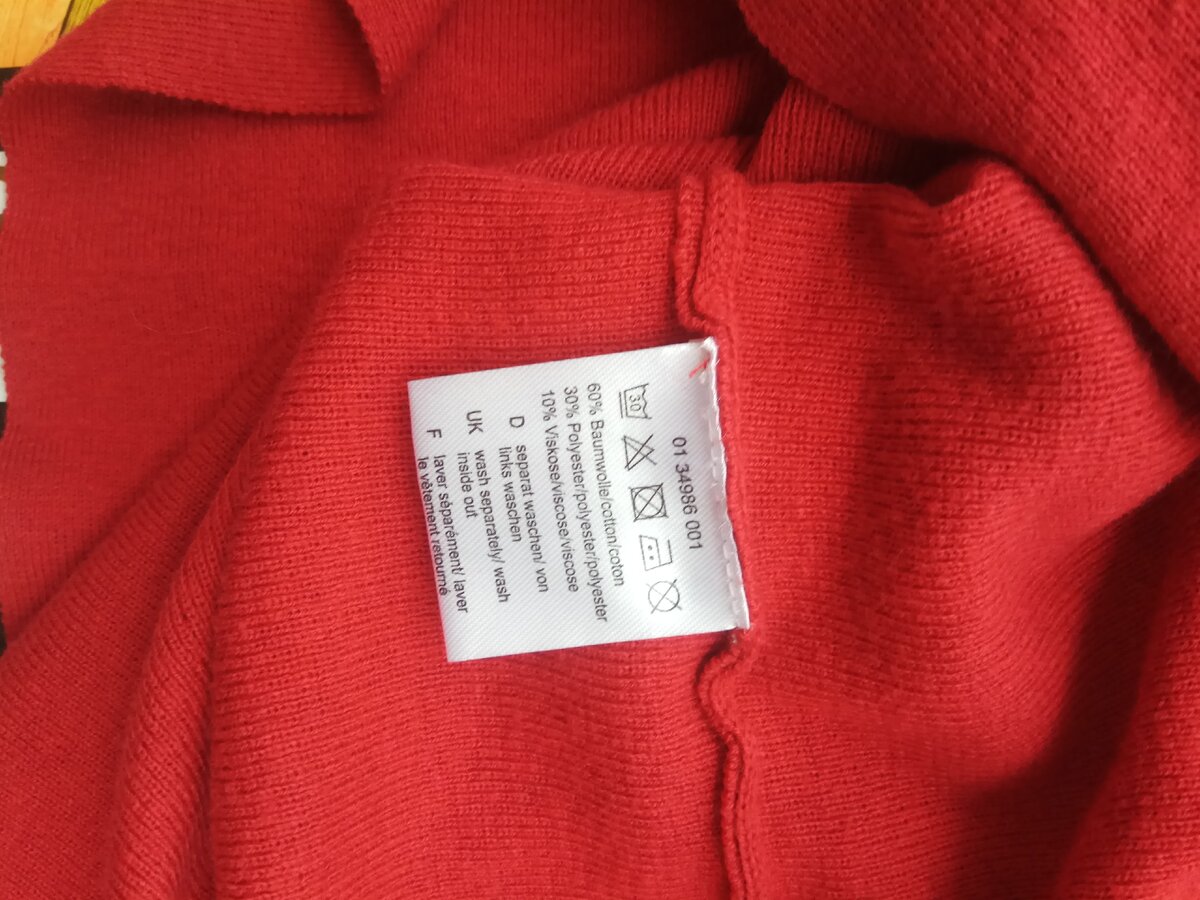 01 34986 001
30
60% Baumwolle/cotton/coton
30% Polyester/polyester/polyester
10% Viskose/viscose/viscose
D separat waschen/ von
links waschen
UK wash separately/ wash
inside out
F laver séparément/ laver
le vêtement retourné